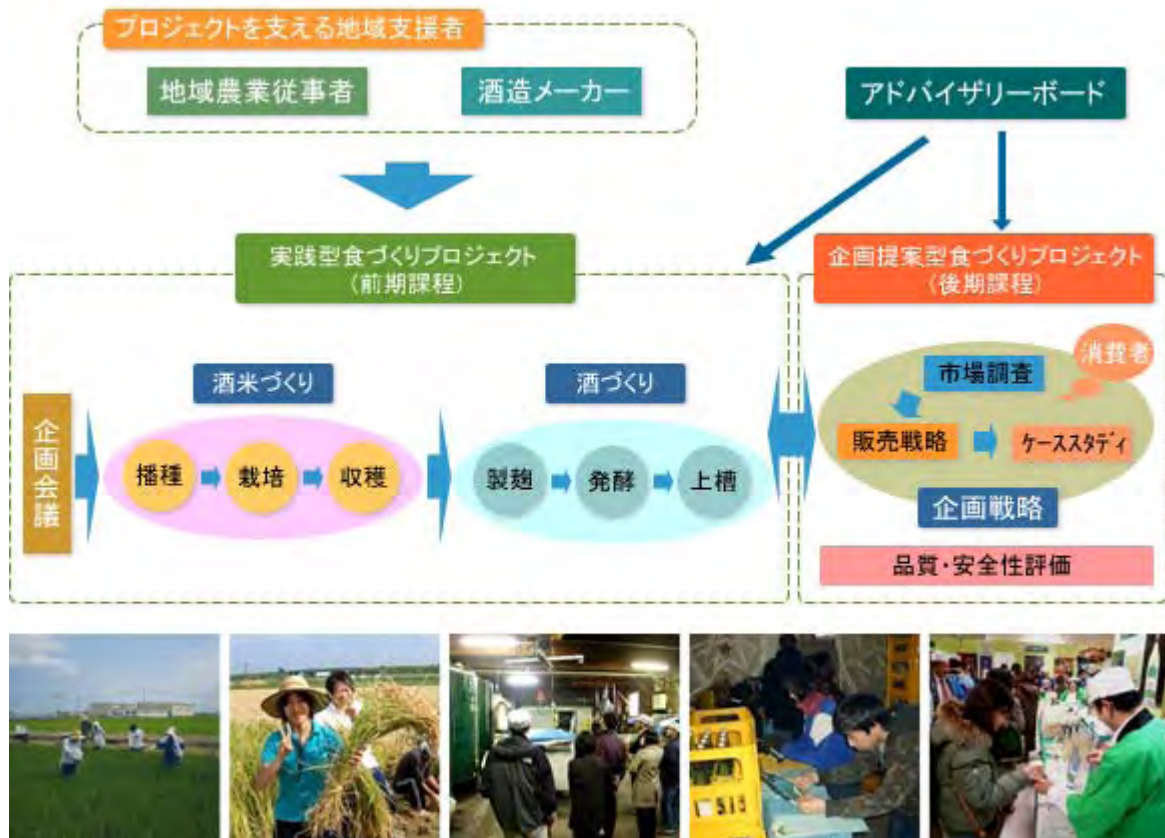 プロジェクトを支える地域支援者
地域農業従事者
酒造メーカー
アドバイザリーボード
実践型食づくりプロジェクト
(前期課程)
企画提案型食づくりプロジェクト
(後期課程)
企画会議
酒米づくり
播種
栽培
収穫
酒づくり
製麹
発酵
上槽
消費者
市場調査
販売戦略
ケーススタディ
企画戦略
品質・安全性評価